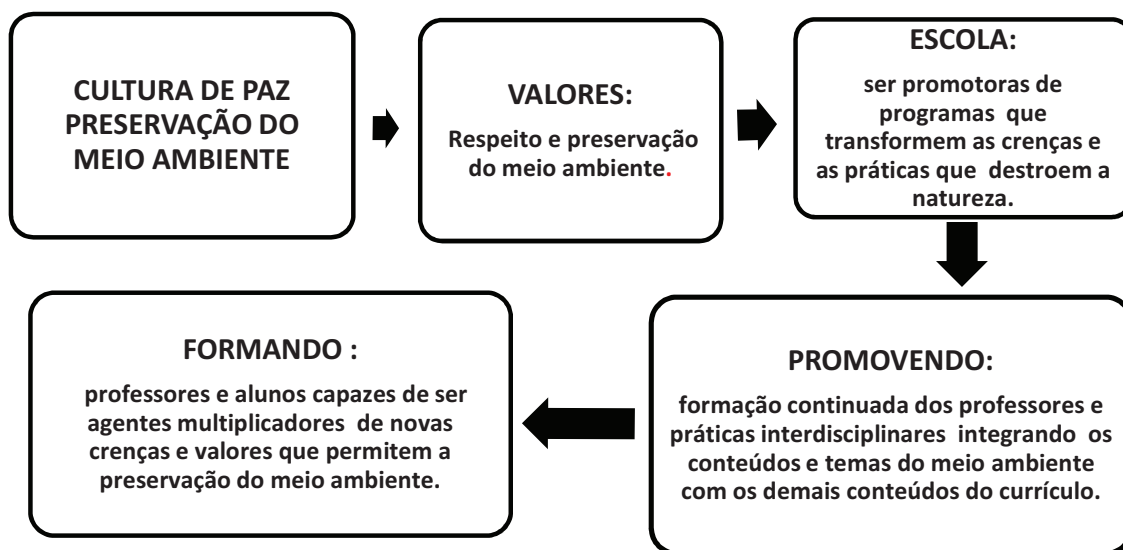 CULTURA DE PAZ
PRESERVAÇÃO DO
MEIO AMBIENTE
VALORES:
Respeito e preservação
do meio ambiente.
ESCOLA:
ser promotoras de
programas que
transformem as crenças e
as práticas que destroem a
natureza.
PROMOVENDO:
formação continuada dos professores e
práticas interdisciplinares integrando os
conteúdos e temas do meio ambiente
com os demais conteúdos do currículo.
FORMANDO :
professores e alunos capazes de ser
agentes multiplicadores de novas
crenças e valores que permitem a
preservação do meio ambiente.